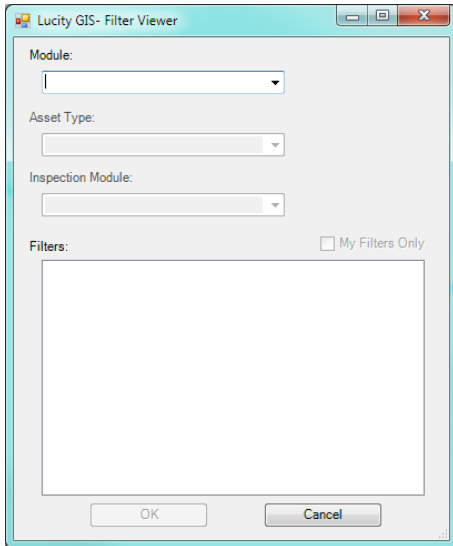 Lucity GIS- Filter Viewer
Module:
Asset Type:
Inspection Module:
Filters:
My Filters Only
OK
Cancel